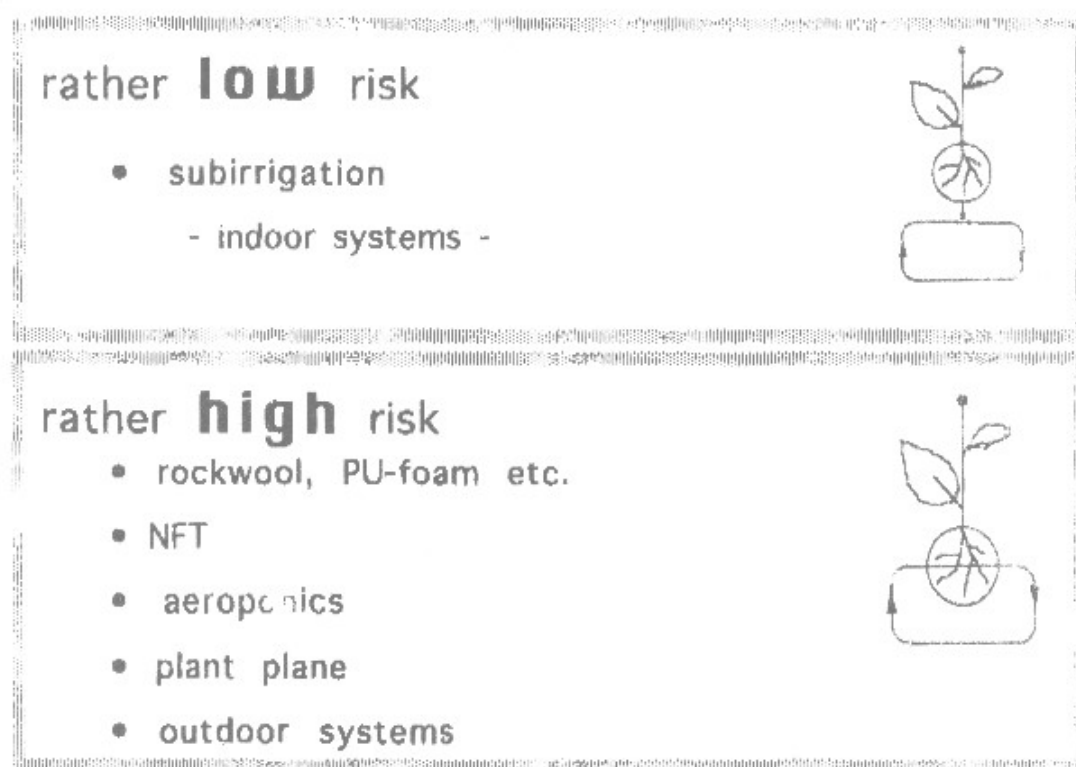 rather low risk
• subirrigation
- indoor systems -
rather high risk
• rockwool, PU-foam etc.
• NFT
• aeroponics
• plant plane
• outdoor systems